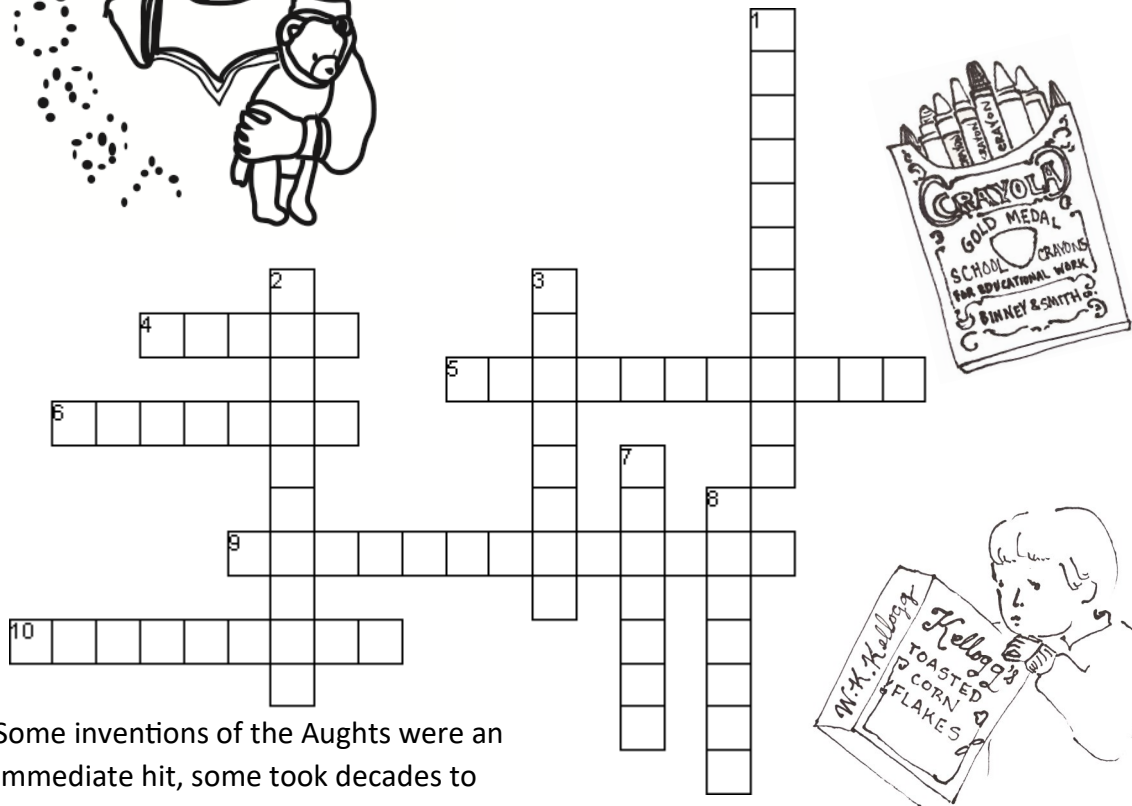 1
CRAYON
CRAYON
CRAYON
CRAYOLA
GOLD MEDAL
SCHOOL CRAYONS
FOR EDUCATIONAL WORK
BINNEY & SMITH
2
3
4
5
6
7
8
9
10
W.K. Kellogg
Kellogg's
TOASTED
CORN
FLAKES
Some inventions of the Aughts were an
immediate hit, some took decades to